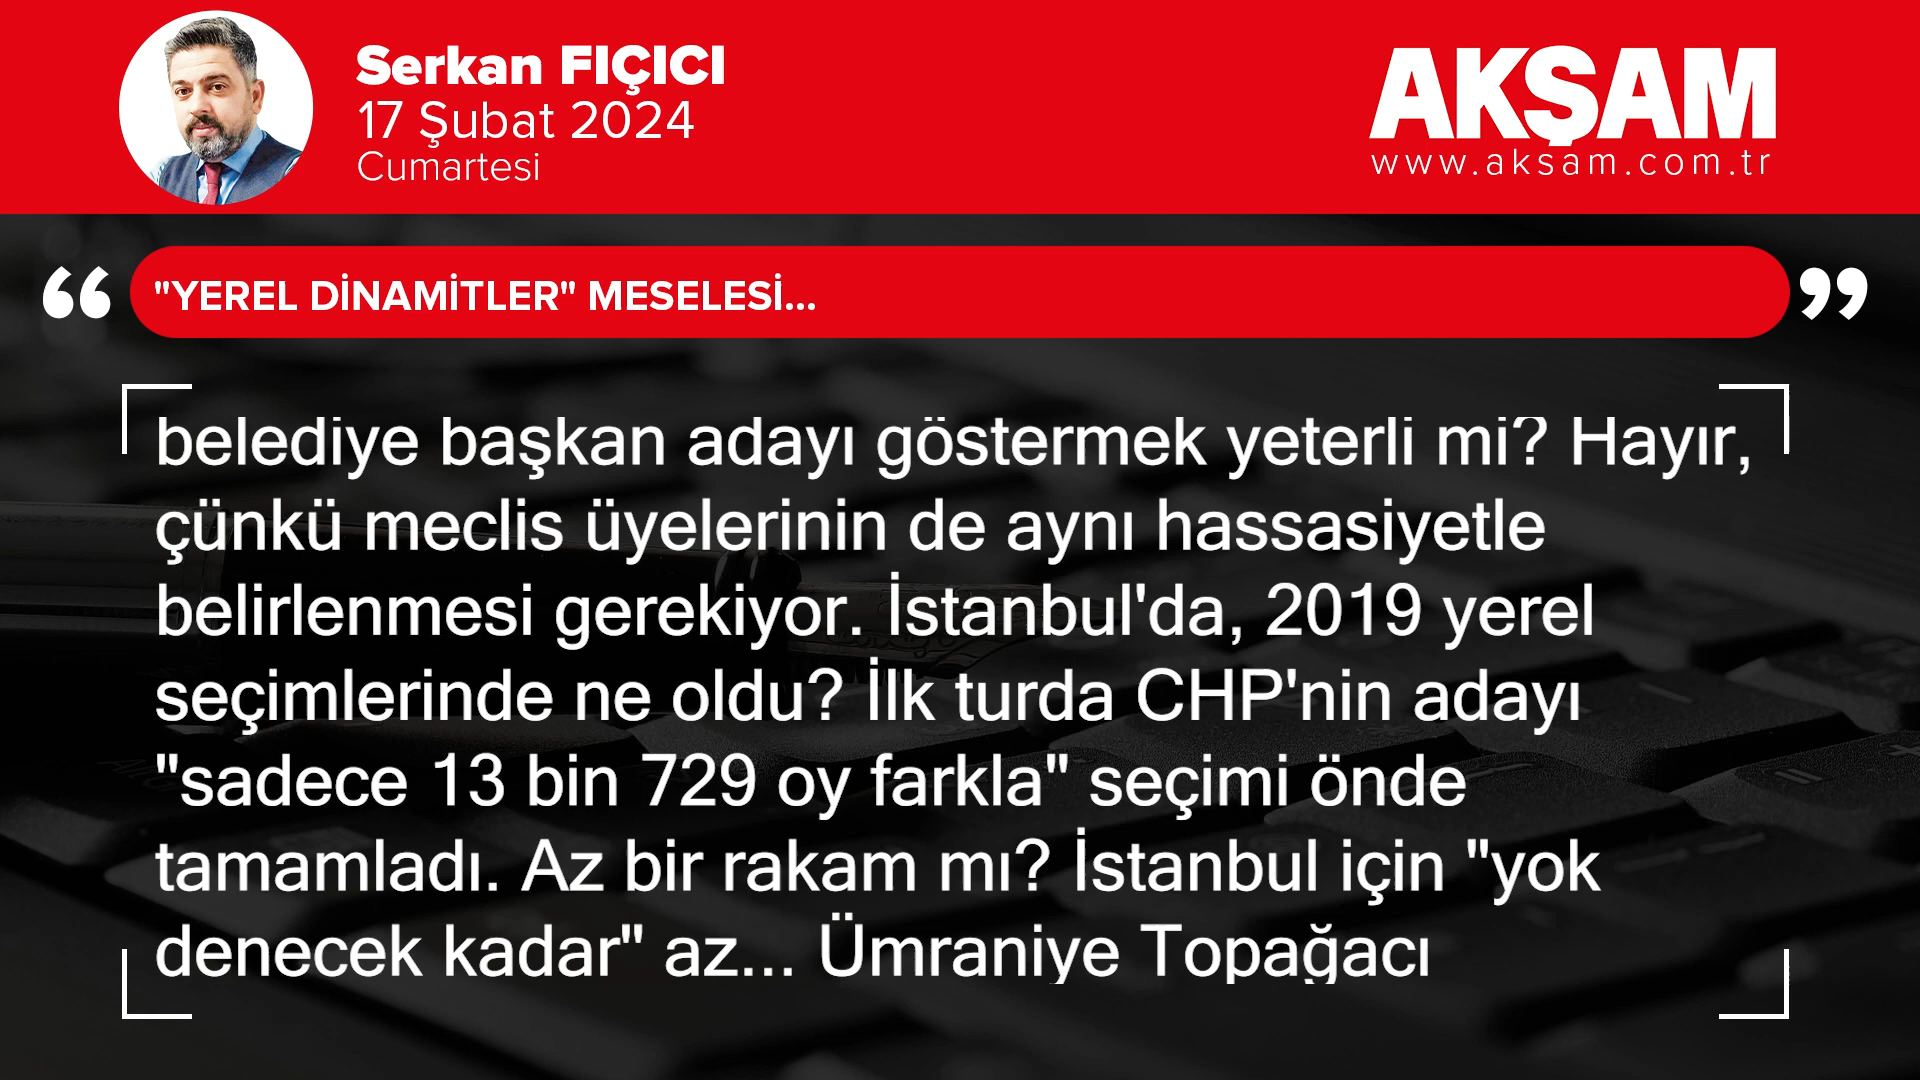 Serkan FIÇICI
17 Şubat 2024
Cumartesi
AKŞAM
www.aksam.com.tr
"YEREL DİNAMİTLER" MESELESİ...
belediye başkan adayı göstermek yeterli mi? Hayır,
çünkü meclis üyelerinin de aynı hassasiyetle
belirlenmesi gerekiyor. İstanbul'da, 2019 yerel
seçimlerinde ne oldu? İlk turda CHP'nin adayı
"sadece 13 bin 729 oy farkla" seçimi önde
tamamladı. Az bir rakam mı? İstanbul için "yok
denecek kadar" az... Ümraniye Topağacı